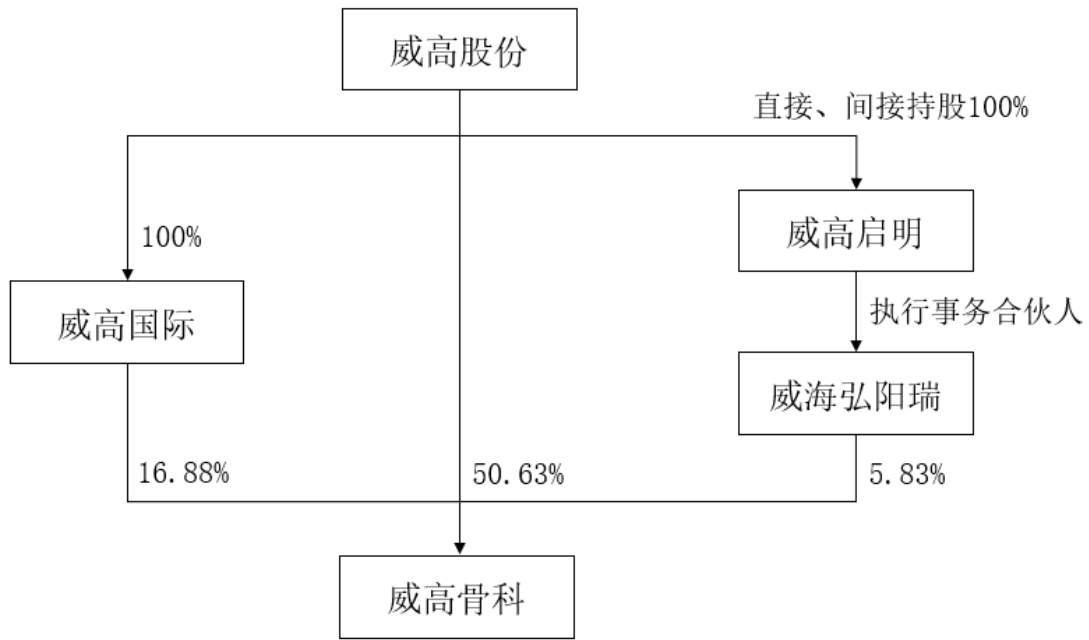 威高股份
直接、间接持股100%
威高启明
100%
执行事务合伙人
威高国际
威海弘阳瑞
16.88%
50.63%
5.83%
威高骨科